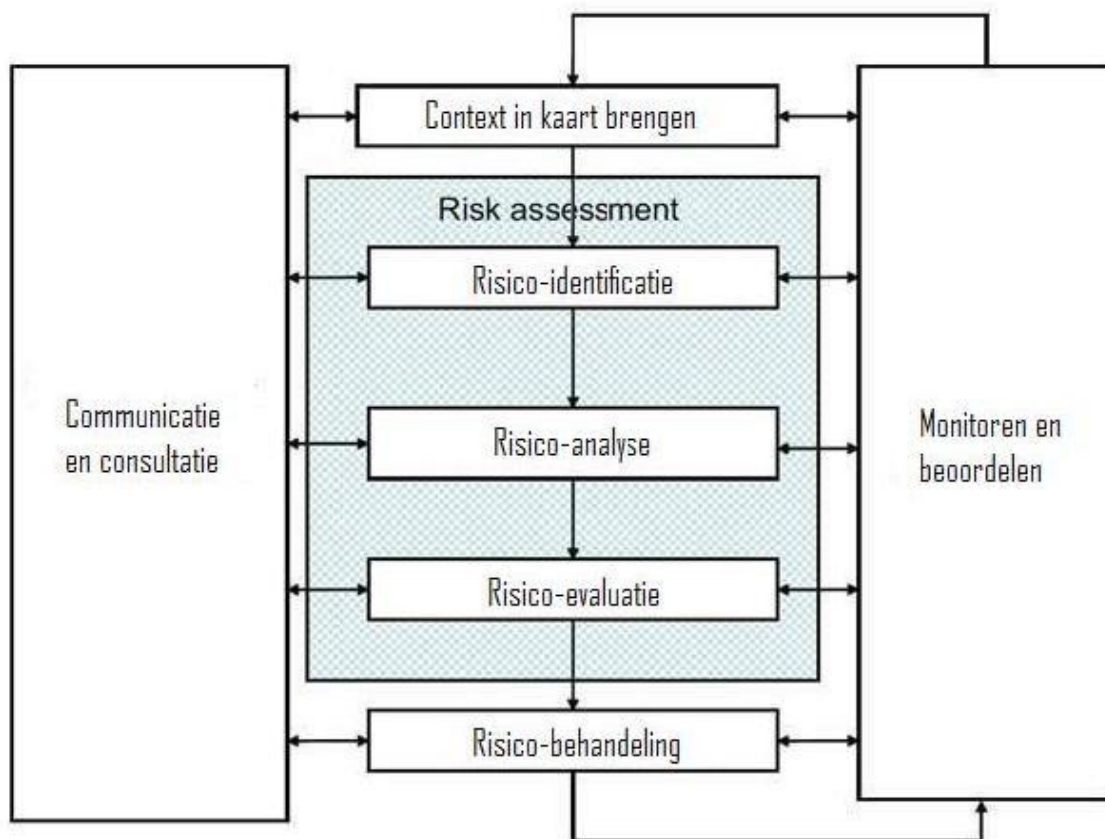 Context in kaart brengen
Risk assessment
Risico-identificatie
Communicatie
en consultatie
Risico-analyse
Monitoren en
beoordelen
Risico-evaluatie
Risico-behandeling